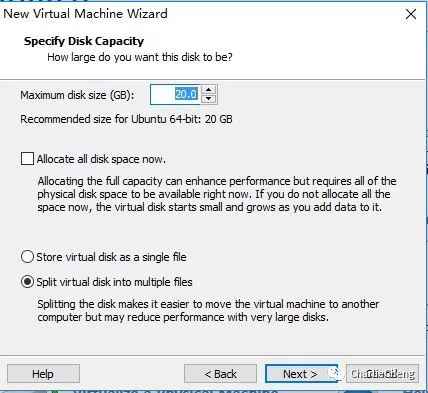 New Virtual Machine Wizard
Specify Disk Capacity
How large do you want this disk to be?
Maximum disk size (GB):
20.0
Recommended size for Ubuntu 64-bit: 20 GB
Allocate all disk space now.
Allocating the full capacity can enhance performance but requires all of the
physical disk space to be available right now. If you do not allocate all the
space now, the virtual disk starts small and grows as you add data to it.
Store virtual disk as a single file
Split virtual disk into multiple files
Splitting the disk makes it easier to move the virtual machine to another
computer but may reduce performance with very large disks.
Help
< Back
Next >